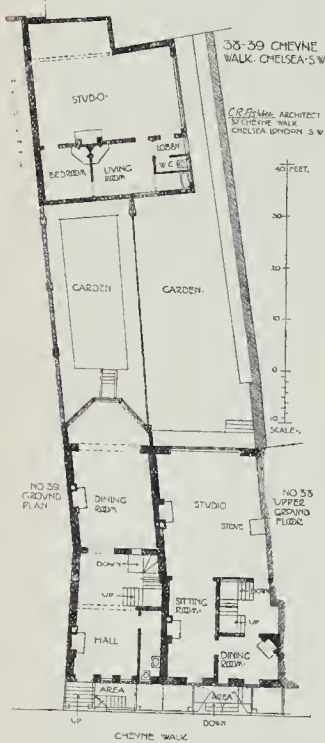 38-39 CHEYNE
WALK. CHELSEA·S W
C.R. Ashbee ARCHITECT
37 CHEYNE WALK
CHELSEA LONDON S W
STUDIO·
LOBBY
BEDROOM
LIVING
ROOM
W C
40 FEET.
30
20
10
0
10
SCALE.
GARDEN
GARDEN.
NO 39
GROUND
PLAN
DINING
ROOM
STUDIO
STOVE
NO 38
UPPER
GROUND
FLOOR
DOWN
UP
SITTING
ROOM.
DOWN
UP
HALL
DINING
ROOM.
AREA
AREA
UP
DOWN
CHEYNE WALK